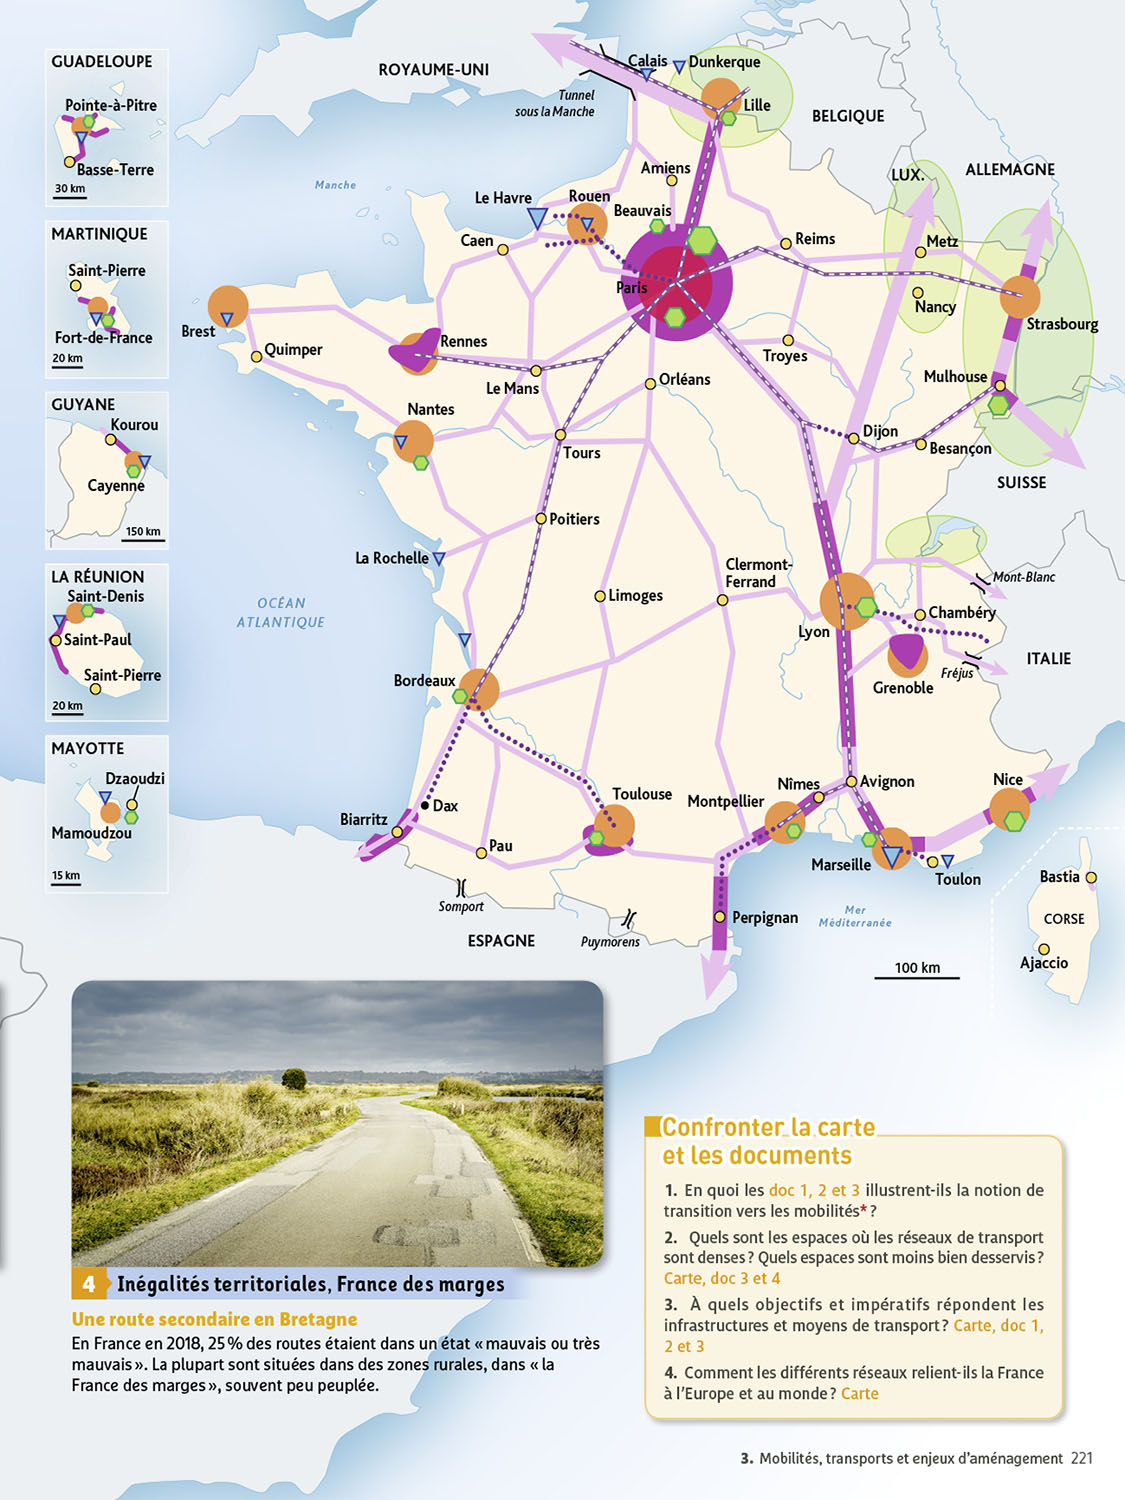 GUADELOUPE
Pointe-à-Pitre
Basse-Terre
30 km
MARTINIQUE
Saint-Pierre
Fort-de-France
20 km
GUYANE
Kourou
Cayenne
150 km
LA RÉUNION
Saint-Denis
Saint-Paul
Saint-Pierre
20 km
MAYOTTE
Dzaoudzi
Mamoudzou
15 km
ROYAUME-UNI
Calais
Dunkerque
Tunnel
sous la Manche
Lille
BELGIQUE
Manche
Amiens
LUX.
ALLEMAGNE
Le Havre
Rouen
Beauvais
Caen
Reims
Metz
Paris
Nancy
Strasbourg
Brest
Rennes
Quimper
Le Mans
Orléans
Troyes
Mulhouse
Nantes
Tours
Dijon
Besançon
SUISSE
Poitiers
La Rochelle
Clermont-
Ferrand
Mont-Blanc
OCÉAN
ATLANTIQUE
Limoges
Chambéry
Lyon
ITALIE
Fréjus
Bordeaux
Grenoble
Dax
Toulouse
Montpellier
Nîmes
Avignon
Nice
Biarritz
Pau
Marseille
Toulon
Bastia
Somport
Perpignan
Mer
Méditerranée
CORSE
ESPAGNE
Puymorens
Ajaccio
100 km
4 Inégalités territoriales, France des marges
Une route secondaire en Bretagne
En France en 2018, 25 % des routes étaient dans un état « mauvais ou très
mauvais ». La plupart sont situées dans des zones rurales, dans « la
France des marges », souvent peu peuplée.
Confronter la carte
et les documents
1. En quoi les doc 1, 2 et 3 illustrent-ils la notion de
transition vers les mobilités* ?
2. Quels sont les espaces où les réseaux de transport
sont denses ? Quels espaces sont moins bien desservis ?
Carte, doc 3 et 4
3. À quels objectifs et impératifs répondent les
infrastructures et moyens de transport ? Carte, doc 1,
2 et 3
4. Comment les différents réseaux relient-ils la France
à l'Europe et au monde ? Carte
3. Mobilités, transports et enjeux d'aménagement 221